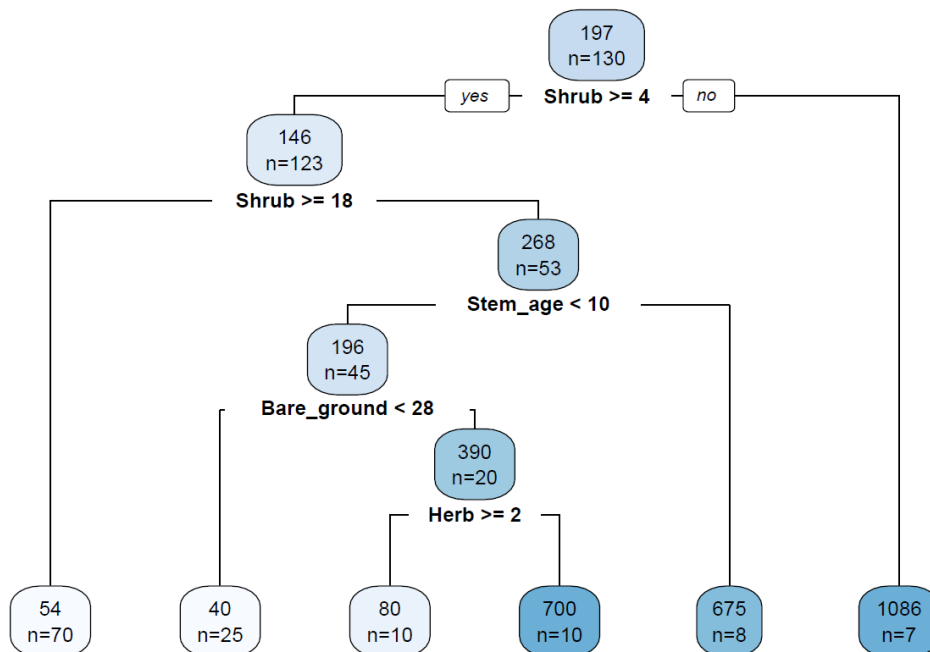 197
n=130
yes
Shrub >= 4
no
146
n=123
Shrub >= 18
268
n=53
Stem_age < 10
196
n=45
Bare_ground < 28
390
n=20
Herb >= 2
54
n=70
40
n=25
80
n=10
700
n=10
675
n=8
1086
n=7